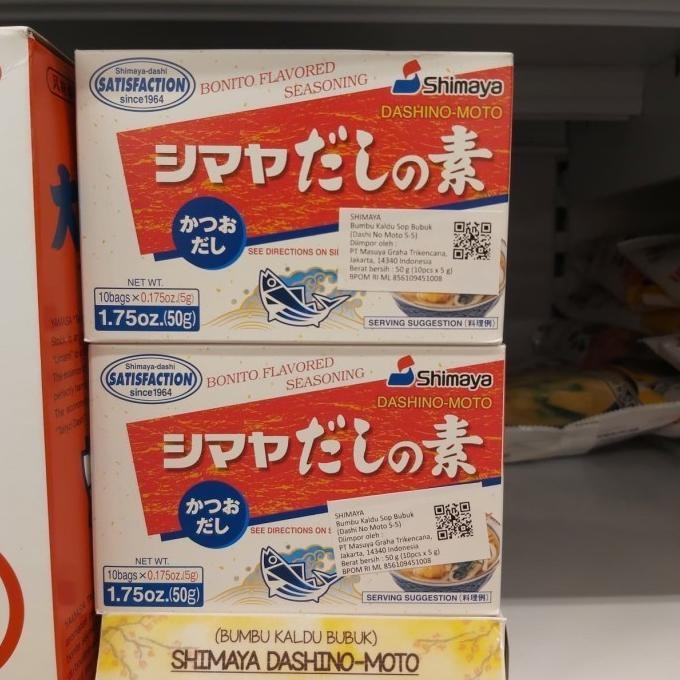 Shimaya-dashi
SATISFACTION
since1964
BONITO FLAVORED
SEASONING
Shimaya
DASHINO-MOTO
シマヤだしの素
かつお
だし
SEE DIRECTIONS ON
SHIMAYA
Bumbu Kaldu Sop Bubuk
(Dashi No Moto 5-5)
Diimpor oleh :
PT Masuya Graha Trikencana,
Jakarta, 14340 Indonesia
Berat bersih : 50 g (10pcs x 5 g)
BPOM RI ML 856109451008
NET WT.
10bags×0.175oz.(5g)
1.75oz.(50g)
SERVING SUGGESTION (料理例)
Shimaya-dashi
SATISFACTION
since1964
BONITO FLAVORED
SEASONING
Shimaya
DASHINO-MOTO
シマヤだしの素
かつお
だし
SEE DIRECTIONS ON
SHIMAYA
Bumbu Kaldu Sop Bubuk
(Dashi No Moto 5-5)
Diimpor oleh :
PT Masuya Graha Trikencana,
Jakarta, 14340 Indonesia
Berat bersih : 50 g (10pcs x 5 g)
BPOM RI ML 856109451008
NET WT.
10bags×0.175oz.(5g)
1.75oz.(50g)
SERVING SUGGESTION (料理例)
(BUMBU KALDU BUBUK)
SHIMAYA DASHINO-MOTO